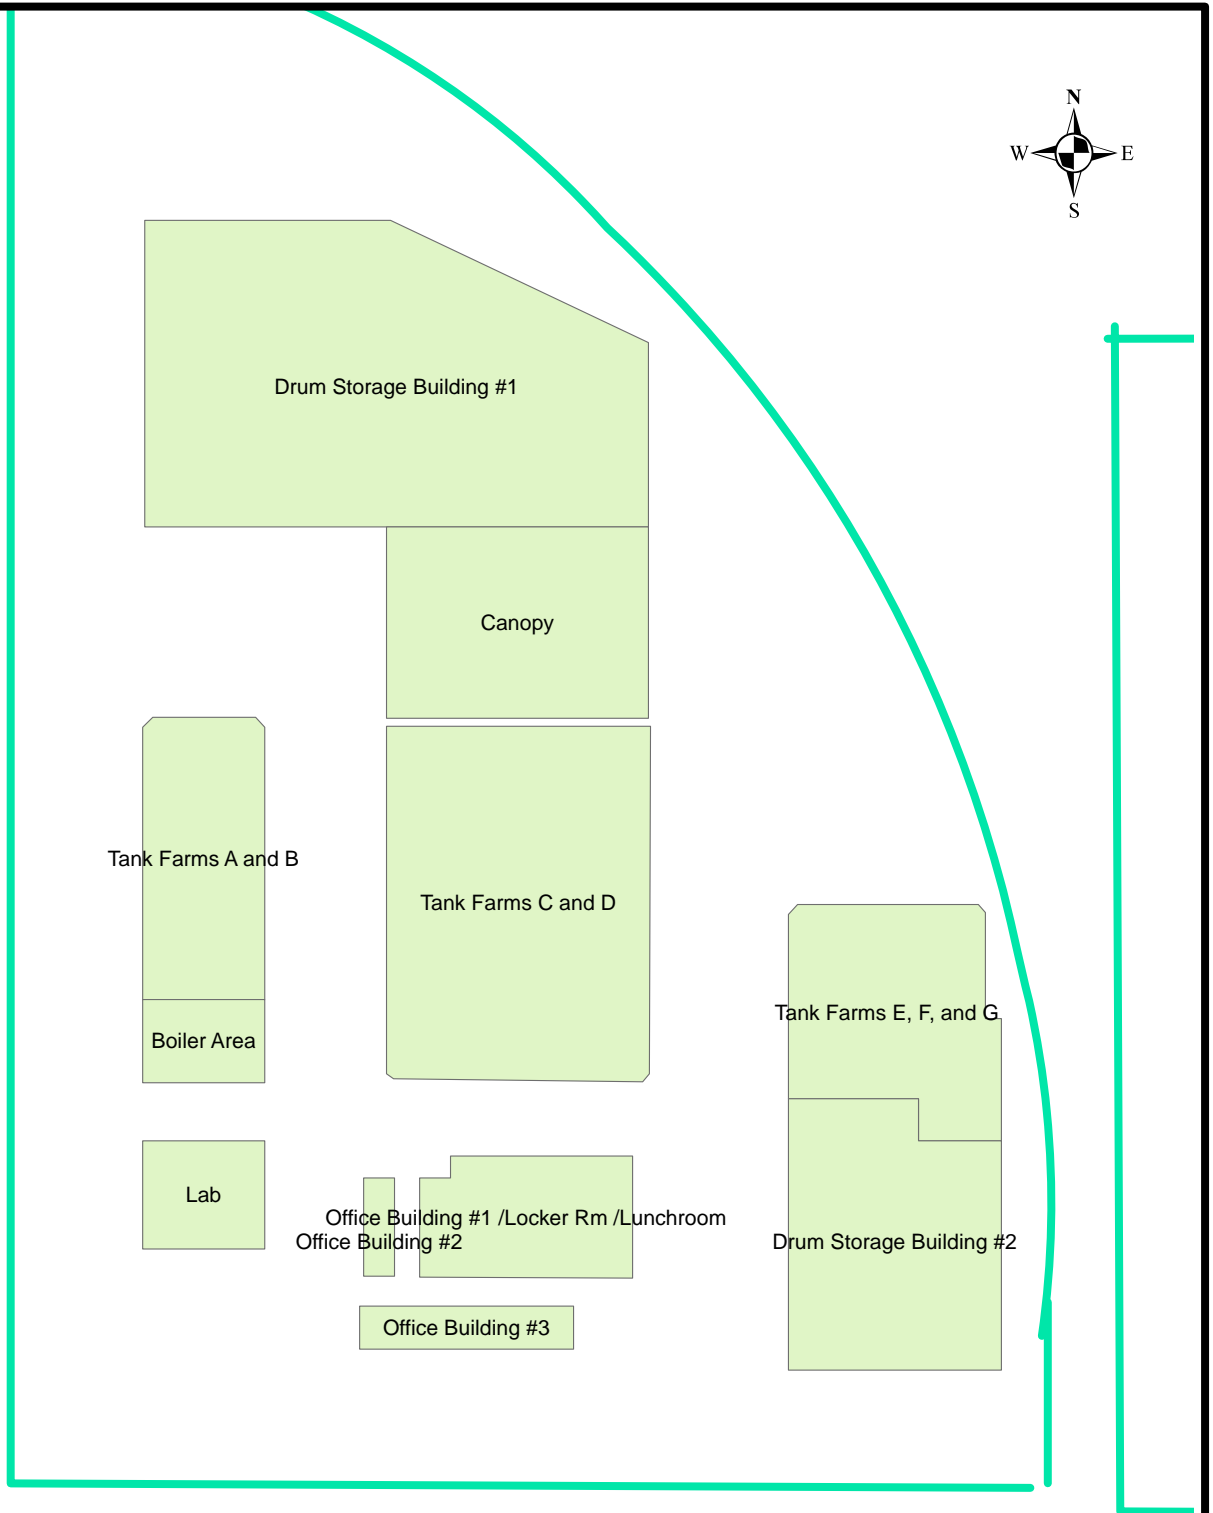 N
W E
S
Drum Storage Building #1
Canopy
Tank Farms A and B
Tank Farms C and D
Tank Farms E, F, and G
Boiler Area
Lab
Office Building #1 /Locker Rm /Lunchroom
Office Building #2
Drum Storage Building #2
Office Building #3